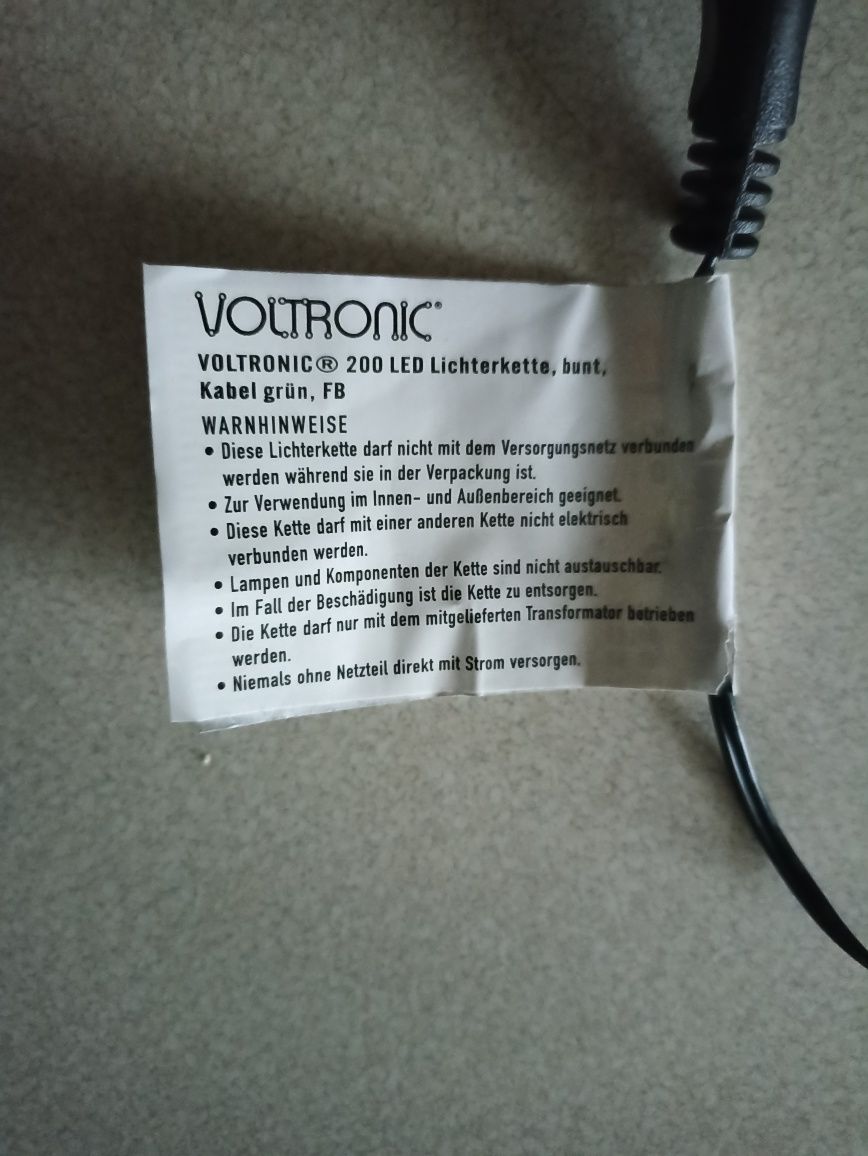 VOLTRONIC®
VOLTRONIC® 200 LED Lichterkette, bunt,
Kabel grün, FB
WARNHINWEISE
• Diese Lichterkette darf nicht mit dem Versorgungsnetz verbunden
werden während sie in der Verpackung ist.
• Zur Verwendung im Innen- und Außenbereich geeignet.
• Diese Kette darf mit einer anderen Kette nicht elektrisch
verbunden werden.
• Lampen und Komponenten der Kette sind nicht austauschbar.
• Im Fall der Beschädigung ist die Kette zu entsorgen.
• Die Kette darf nur mit dem mitgelieferten Transformator betrieben
werden.
• Niemals ohne Netzteil direkt mit Strom versorgen.